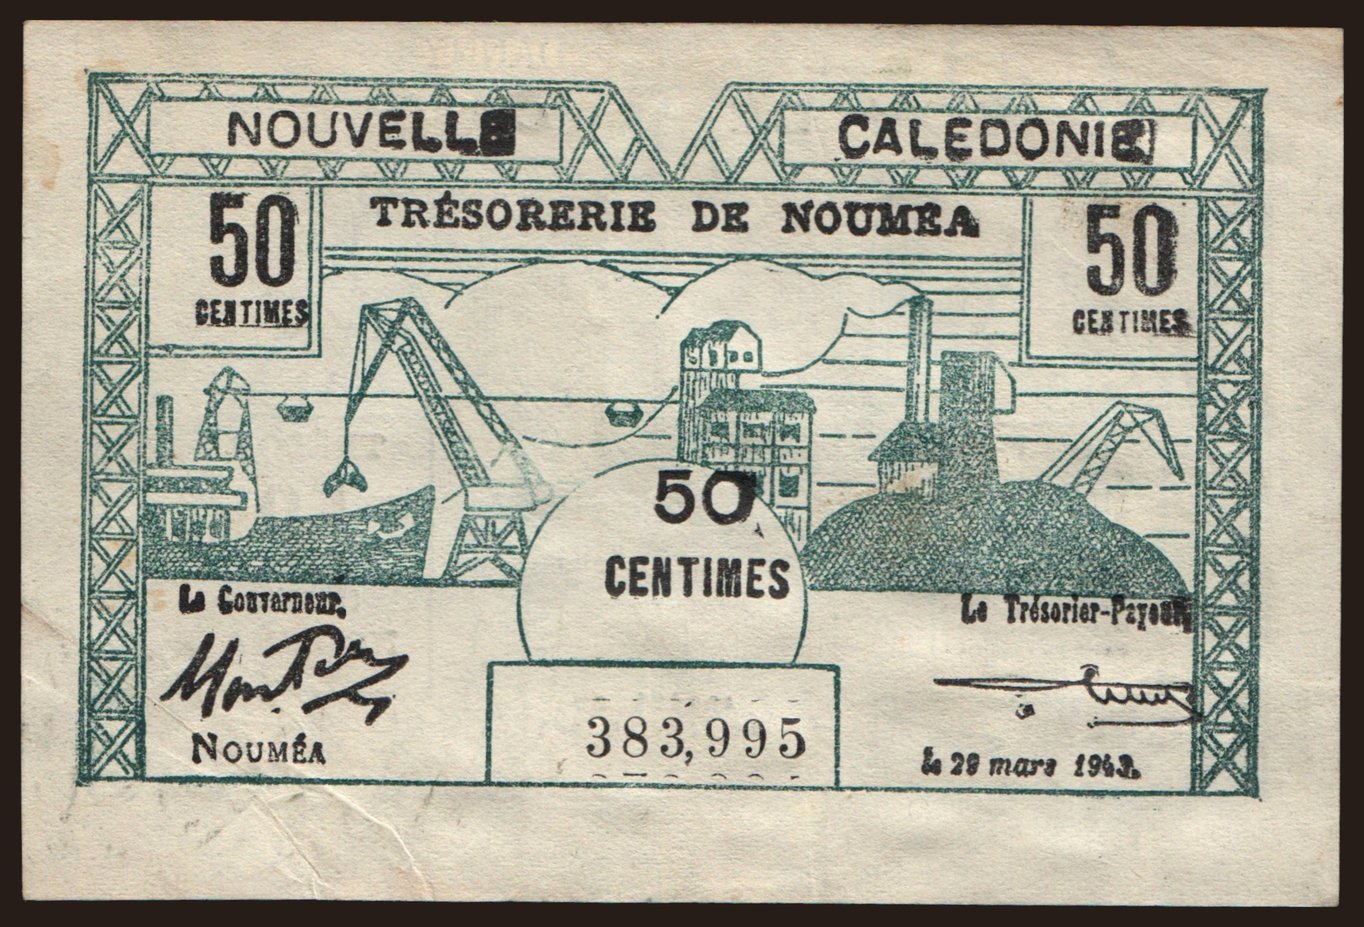 NOUVELLE CALEDONIE
TRÉSORERIE DE NOUMÉA
50
CENTIMES
50
CENTIMES
50
CENTIMES
Le Gouverneur,
Le Trésorier-Payeur,
383,995
NOUMÉA
le 29 mars 1943.